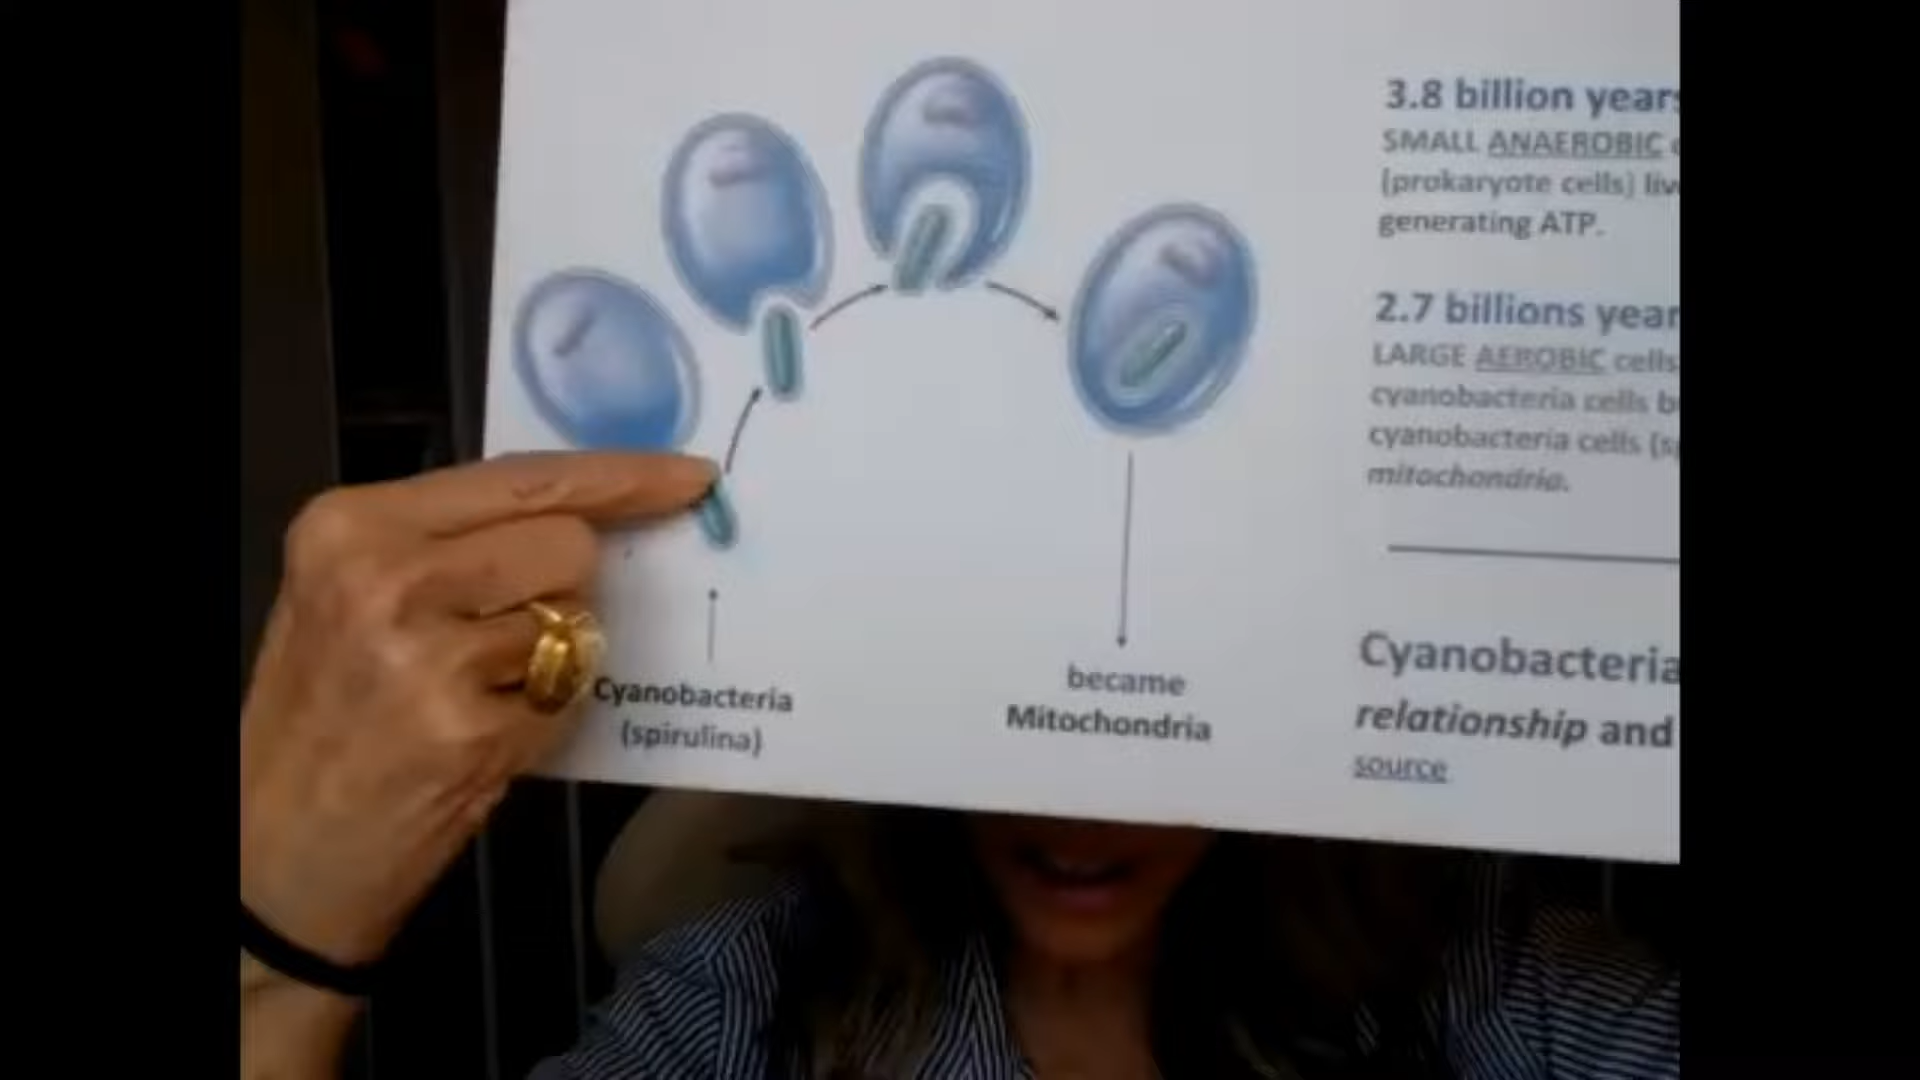 3.8 billion years
SMALL ANAEROBIC
(prokaryote cells)
generating ATP.
2.7 billions year
LARGE AEROBIC cells
cyanobacteria cells
cyanobacteria cells
mitochondria.
Cyanobacteria
relationship and
source
Cyanobacteria
(spirulina)
became
Mitochondria